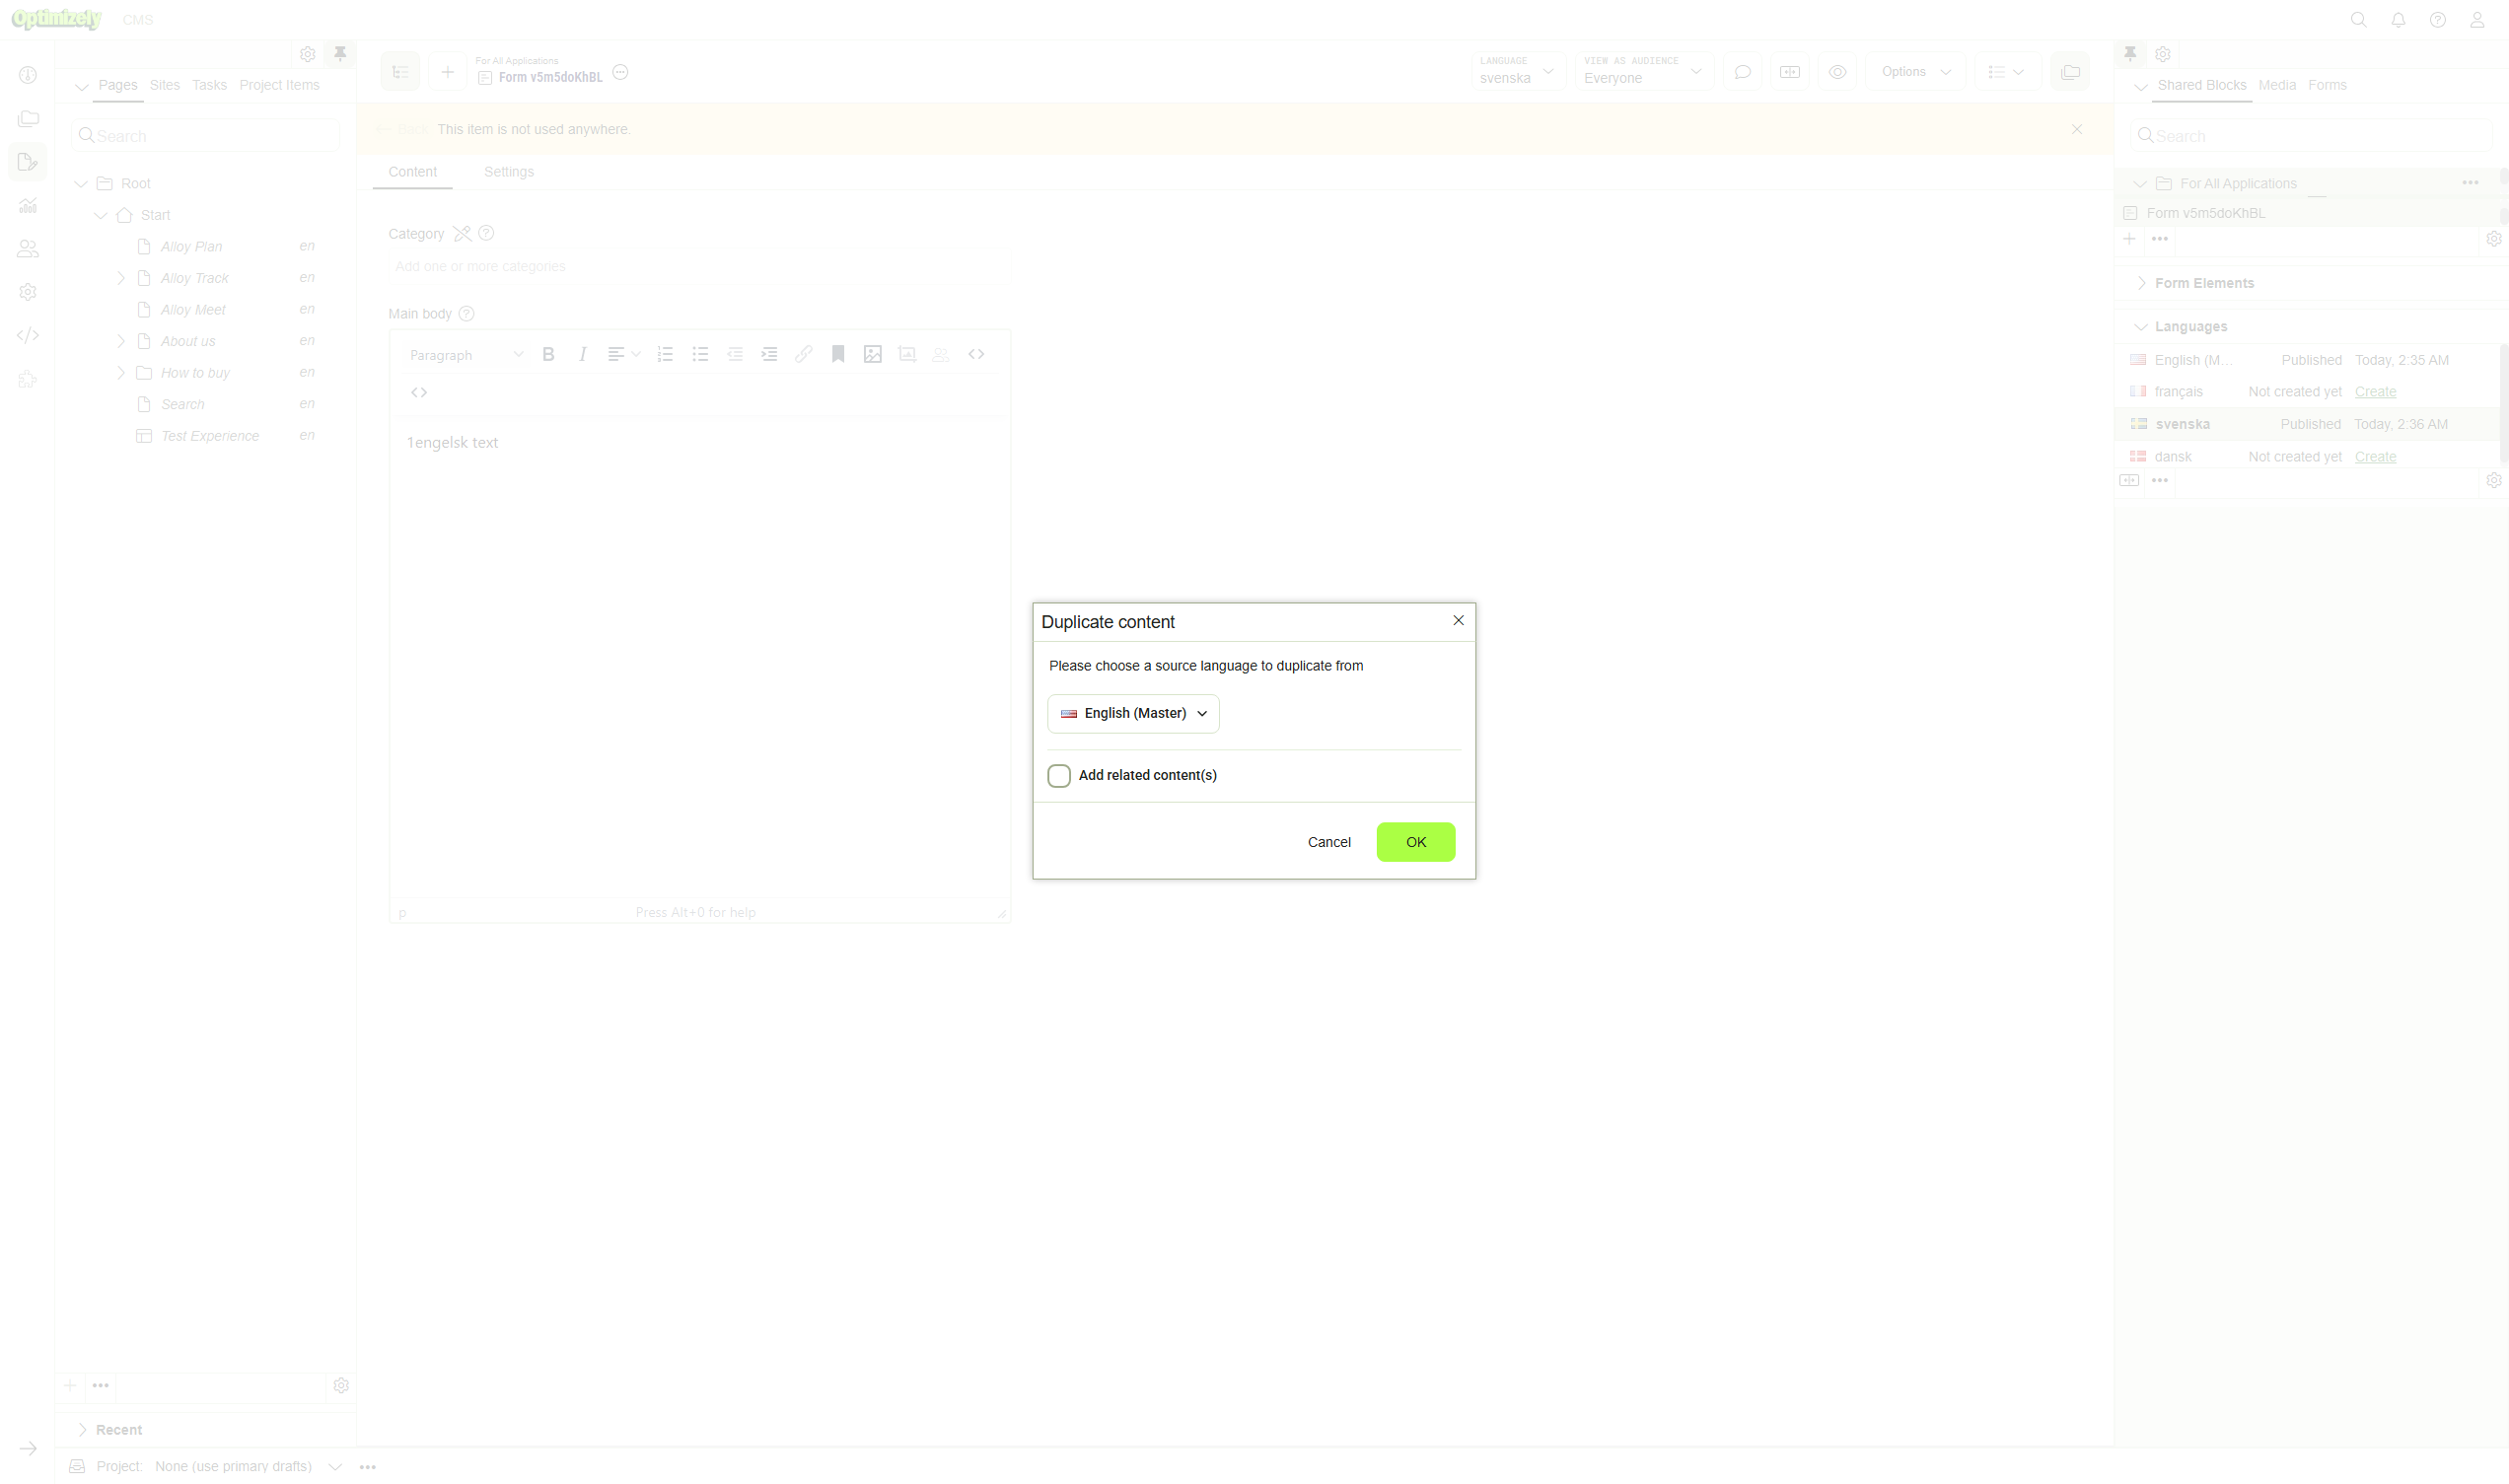 Optimizely CMS
Pages Sites Tasks Project Items
Search
Root
Start
Alloy Plan en
Alloy Track en
Alloy Meet en
About us en
How to buy en
Search en
Test Experience en
Recent
Project: None (use primary drafts)
For All Applications
Form v5m5doKhBL
LANGUAGE
svenska
VIEW AS AUDIENCE
Everyone
Options
Back This item is not used anywhere.
Content Settings
Category
Add one or more categories
Main body
Paragraph
1engelsk text
p Press Alt+0 for help
Duplicate content
Please choose a source language to duplicate from
English (Master)
Add related content(s)
Cancel OK
Shared Blocks Media Forms
Search
For All Applications
Form v5m5doKhBL
Form Elements
Languages
English (M... Published Today, 2:35 AM
français Not created yet Create
svenska Published Today, 2:36 AM
dansk Not created yet Create